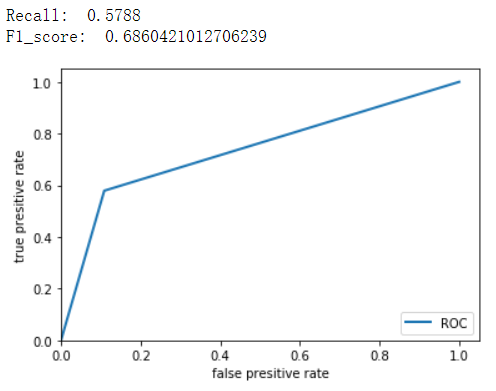 Recall: 0.5788
F1_score: 0.6860421012706239
1.0
0.8
0.6
0.4
0.2
0.0
true presitive rate
0.0 0.2 0.4 0.6 0.8 1.0
false presitive rate
ROC